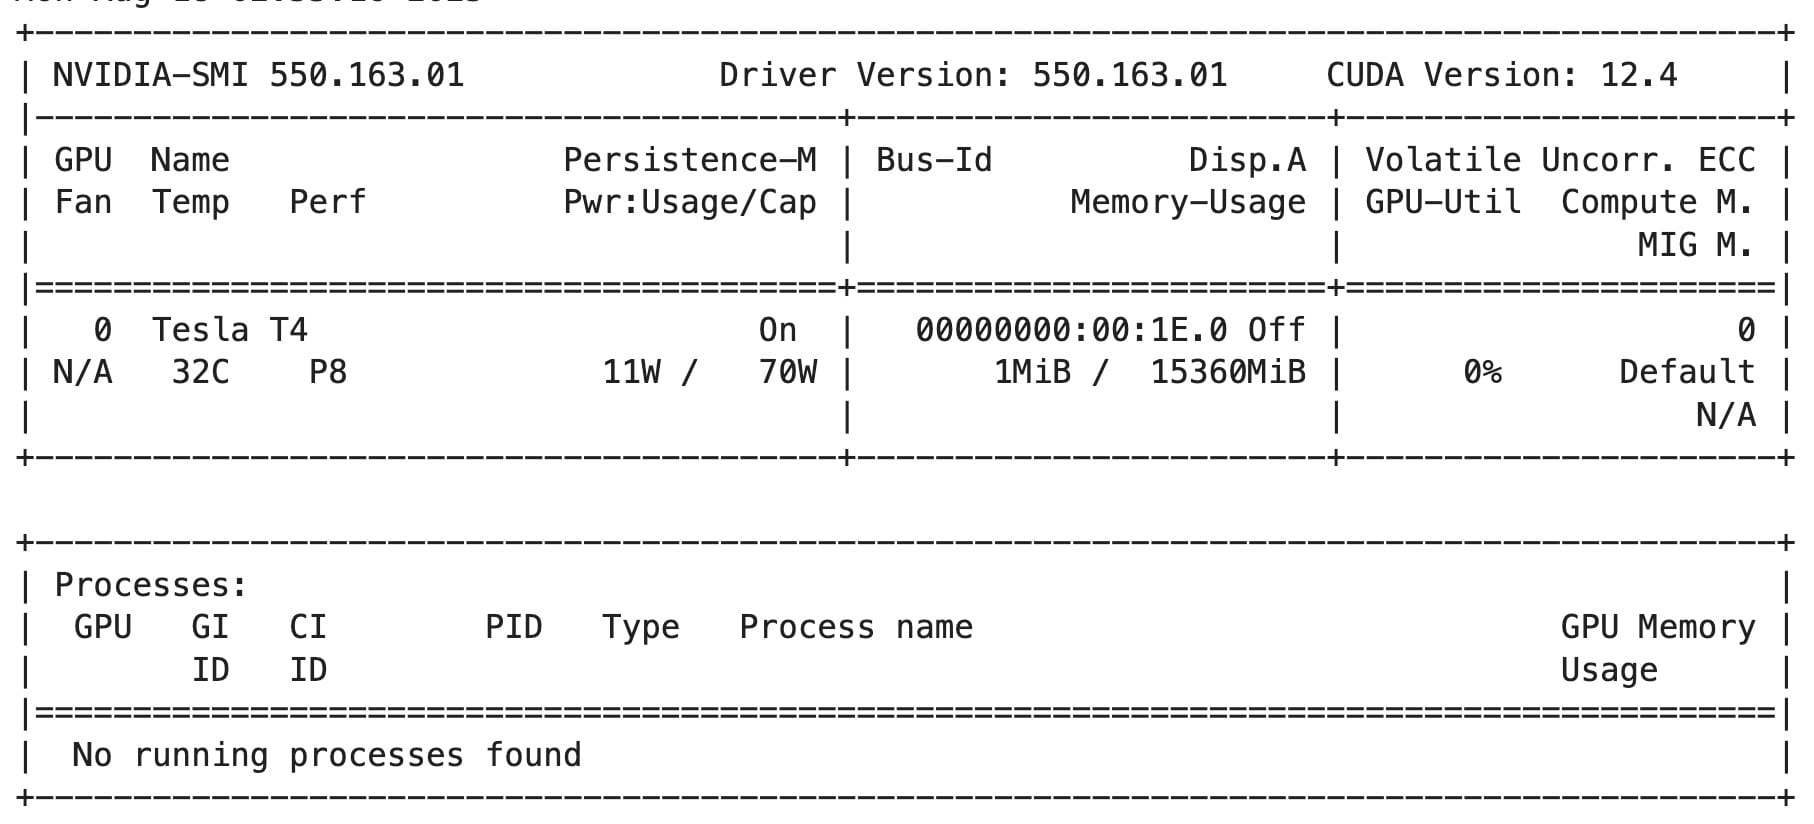 +-----------------------------------------------------------------------------------------+
| NVIDIA-SMI 550.163.01             Driver Version: 550.163.01     CUDA Version: 12.4     |
|-----------------------------------------+------------------------+----------------------+
| GPU  Name                 Persistence-M | Bus-Id          Disp.A | Volatile Uncorr. ECC |
| Fan  Temp   Perf          Pwr:Usage/Cap |           Memory-Usage | GPU-Util  Compute M. |
|                                         |                        |               MIG M. |
|=========================================+========================+======================|
|   0  Tesla T4                       On  |   00000000:00:1E.0 Off |                    0 |
| N/A   32C    P8             11W /   70W |       1MiB /  15360MiB |      0%      Default |
|                                         |                        |                  N/A |
+-----------------------------------------+------------------------+----------------------+
+-----------------------------------------------------------------------------------------+
| Processes:                                                                              |
|  GPU   GI   CI        PID   Type   Process name                              GPU Memory |
|        ID   ID                                                               Usage      |
|=========================================================================================|
|  No running processes found                                                             |
+-----------------------------------------------------------------------------------------+